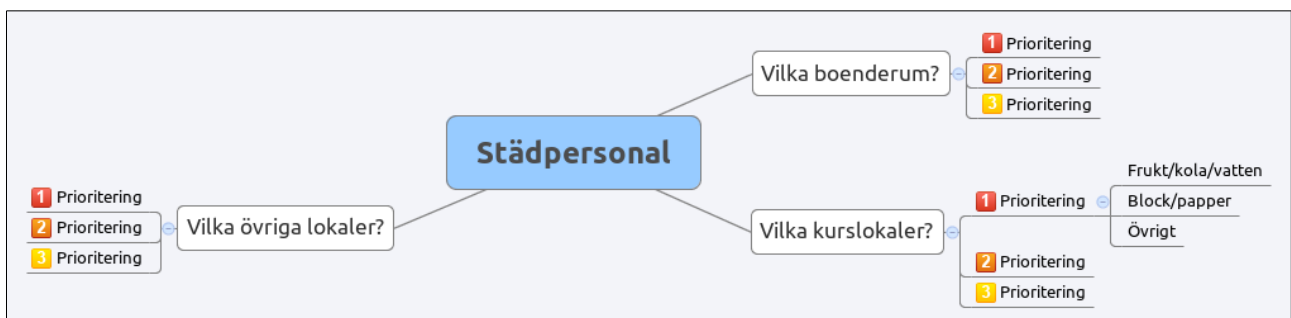 Städpersonal
Vilka boenderum?
1 Prioritering
2 Prioritering
3 Prioritering
Vilka kurslokaler?
1 Prioritering
Frukt/kola/vatten
Block/papper
Övrigt
2 Prioritering
3 Prioritering
Vilka övriga lokaler?
1 Prioritering
2 Prioritering
3 Prioritering